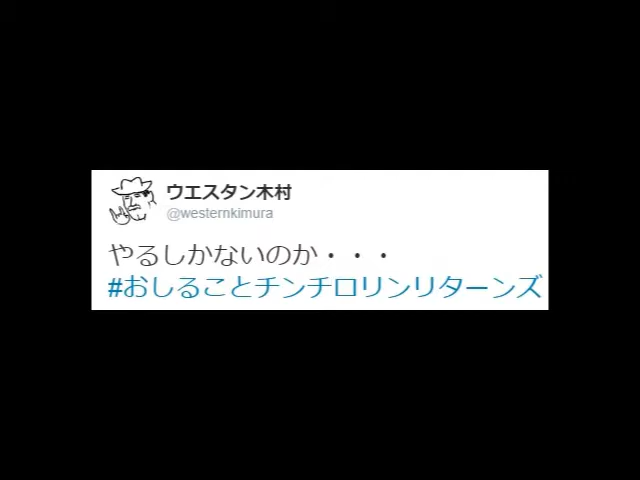 ウエスタン木村
@westernkimura
やるしかないのか・・・
#おしることチンチロリンリターンズ